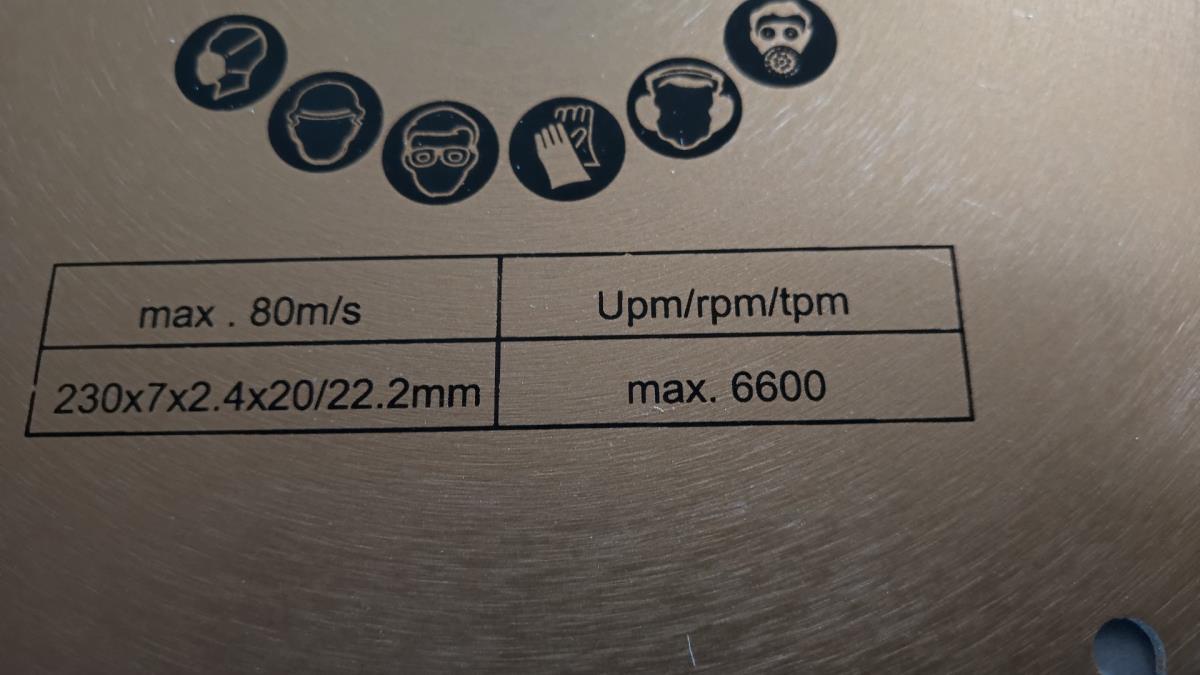 max . 80m/s
Upm/rpm/tpm
230x7x2.4x20/22.2mm
max. 6600